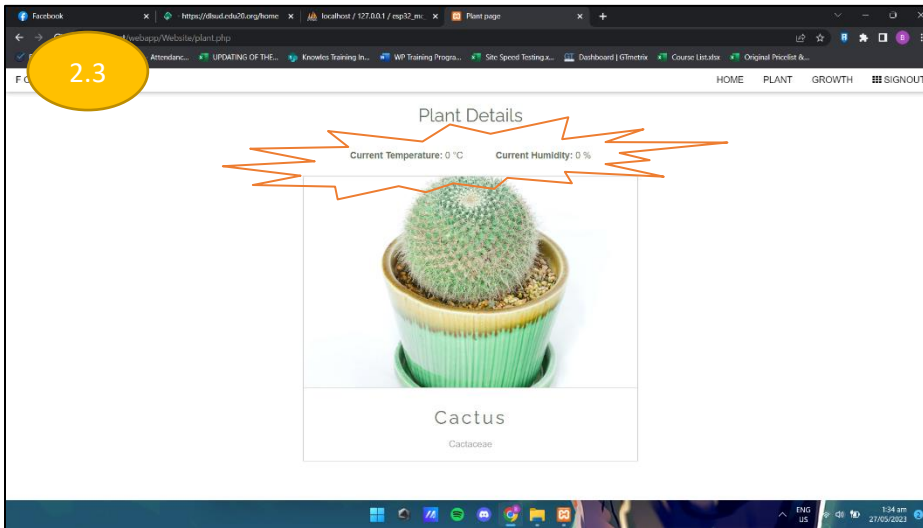 Facebook
https://dlsud.edu20.org/home
localhost / 127.0.0.1 / esp32_mc
Plant page
/webapp/Website/plant.php
2.3
Attendanc...
UPDATING OF THE...
Knowles Training In...
WP Training Progra...
Site Speed Testing.x...
Dashboard | GTmetrix
Course List.xlsx
Original Pricelist &...
HOME
PLANT
GROWTH
SIGNOUT
Plant Details
Current Temperature: 0 °C
Current Humidity: 0 %
Cactus
Cactaceae
ENG
US
1:34 am
27/05/2023